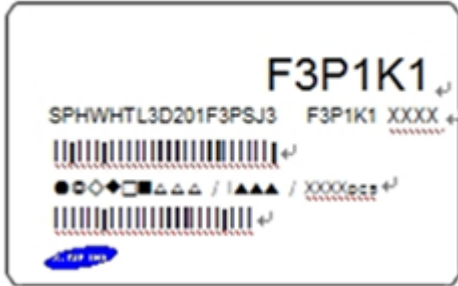 F3P1K1
SPHWHTL3D201F3PSJ3 F3P1K1 XXXX
●⊖◇◆□■△△△ / I▲▲▲ / XXXXpcs